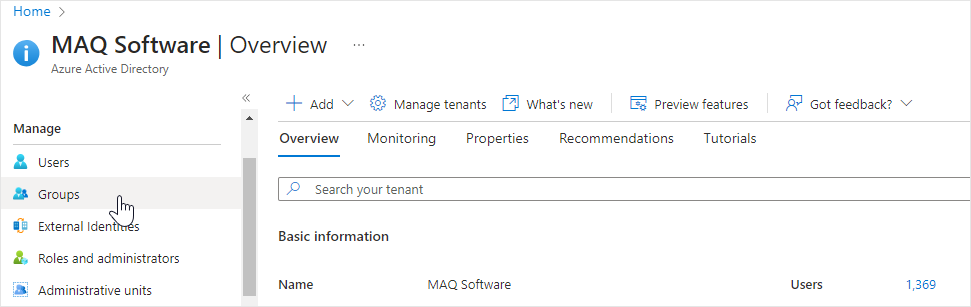 Home >
MAQ Software | Overview ...
Azure Active Directory
«
Add Manage tenants What's new Preview features Got feedback?
Manage
Overview Monitoring Properties Recommendations Tutorials
Users
Search your tenant
Groups
External Identities
Basic information
Roles and administrators
Name MAQ Software Users 1,369
Administrative units